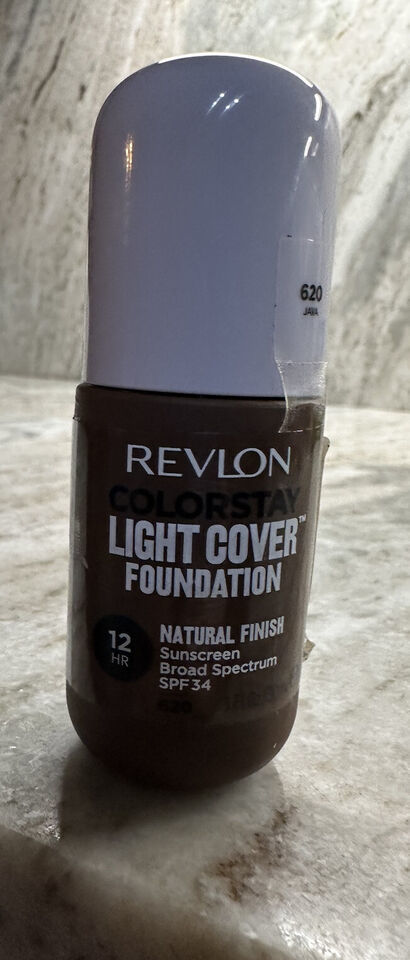 620
JAVA
REVLON
COLORSTAY
LIGHT COVER™
FOUNDATION
12
HR
NATURAL FINISH
Sunscreen
Broad Spectrum
SPF 34
620